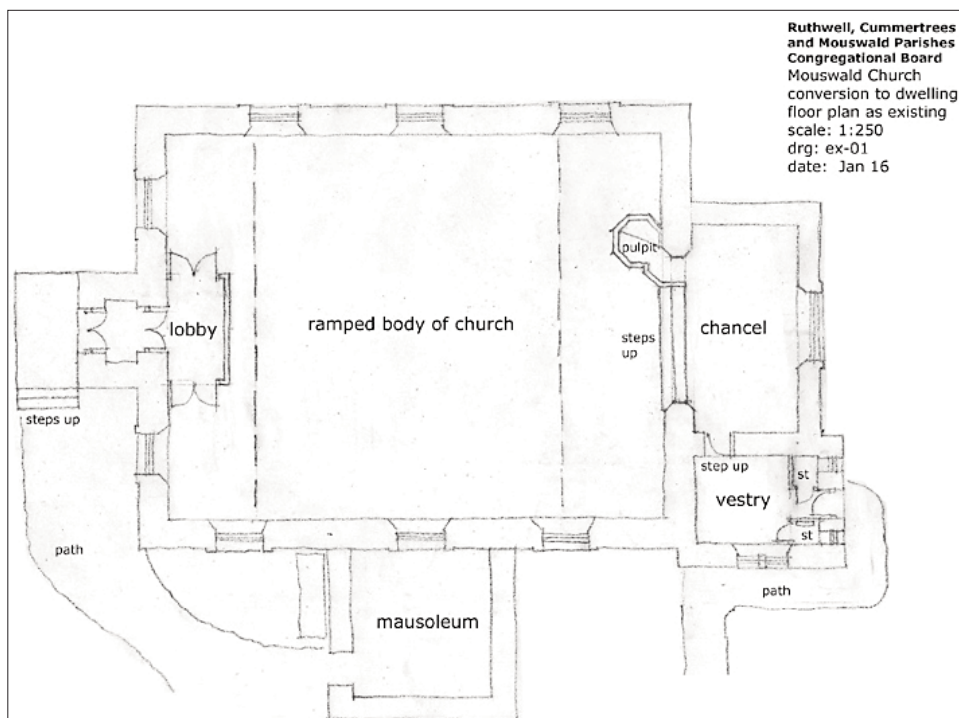 Ruthwell, Cummertrees
and Mouswald Parishes
Congregational Board
Mouswald Church
conversion to dwelling
floor plan as existing
scale: 1:250
drg: ex-01
date: Jan 16
pulpit
lobby
ramped body of church
chancel
steps
up
steps up
step up
st
vestry
st
path
path
mausoleum